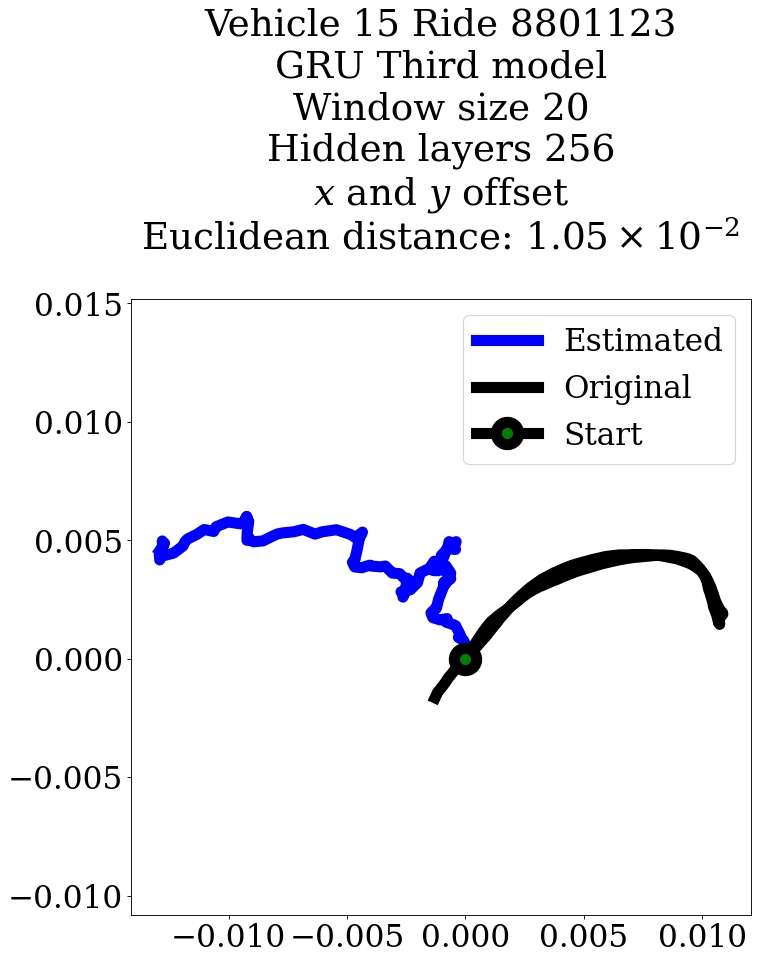 Vehicle 15 Ride 8801123
GRU Third model
Window size 20
Hidden layers 256
x and y offset
Euclidean distance: 1.05 × 10⁻²
0.015
0.010
0.005
0.000
−0.005
−0.010
Estimated
Original
Start
−0.010 −0.005 0.000 0.005 0.010